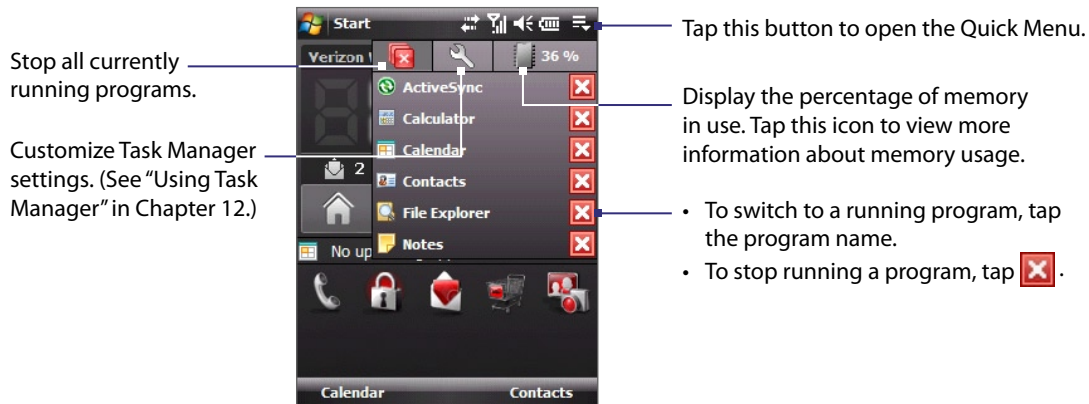 Stop all currently
running programs.
Customize Task Manager
settings. (See “Using Task
Manager” in Chapter 12.)
Start
Verizon
36 %
ActiveSync
Calculator
Calendar
2
Contacts
File Explorer
No up
Notes
Calendar
Contacts
Tap this button to open the Quick Menu.
Display the percentage of memory
in use. Tap this icon to view more
information about memory usage.
• To switch to a running program, tap
the program name.
• To stop running a program, tap .